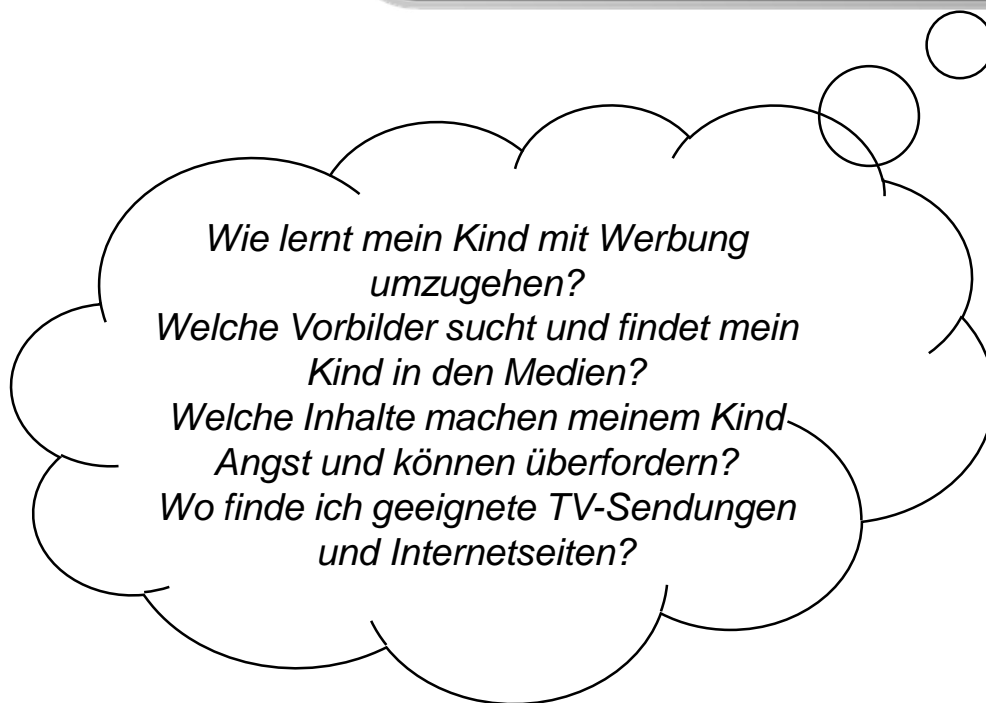 Wie lernt mein Kind mit Werbung
umzugehen?
Welche Vorbilder sucht und findet mein
Kind in den Medien?
Welche Inhalte machen meinem Kind
Angst und können überfordern?
Wo finde ich geeignete TV-Sendungen
und Internetseiten?